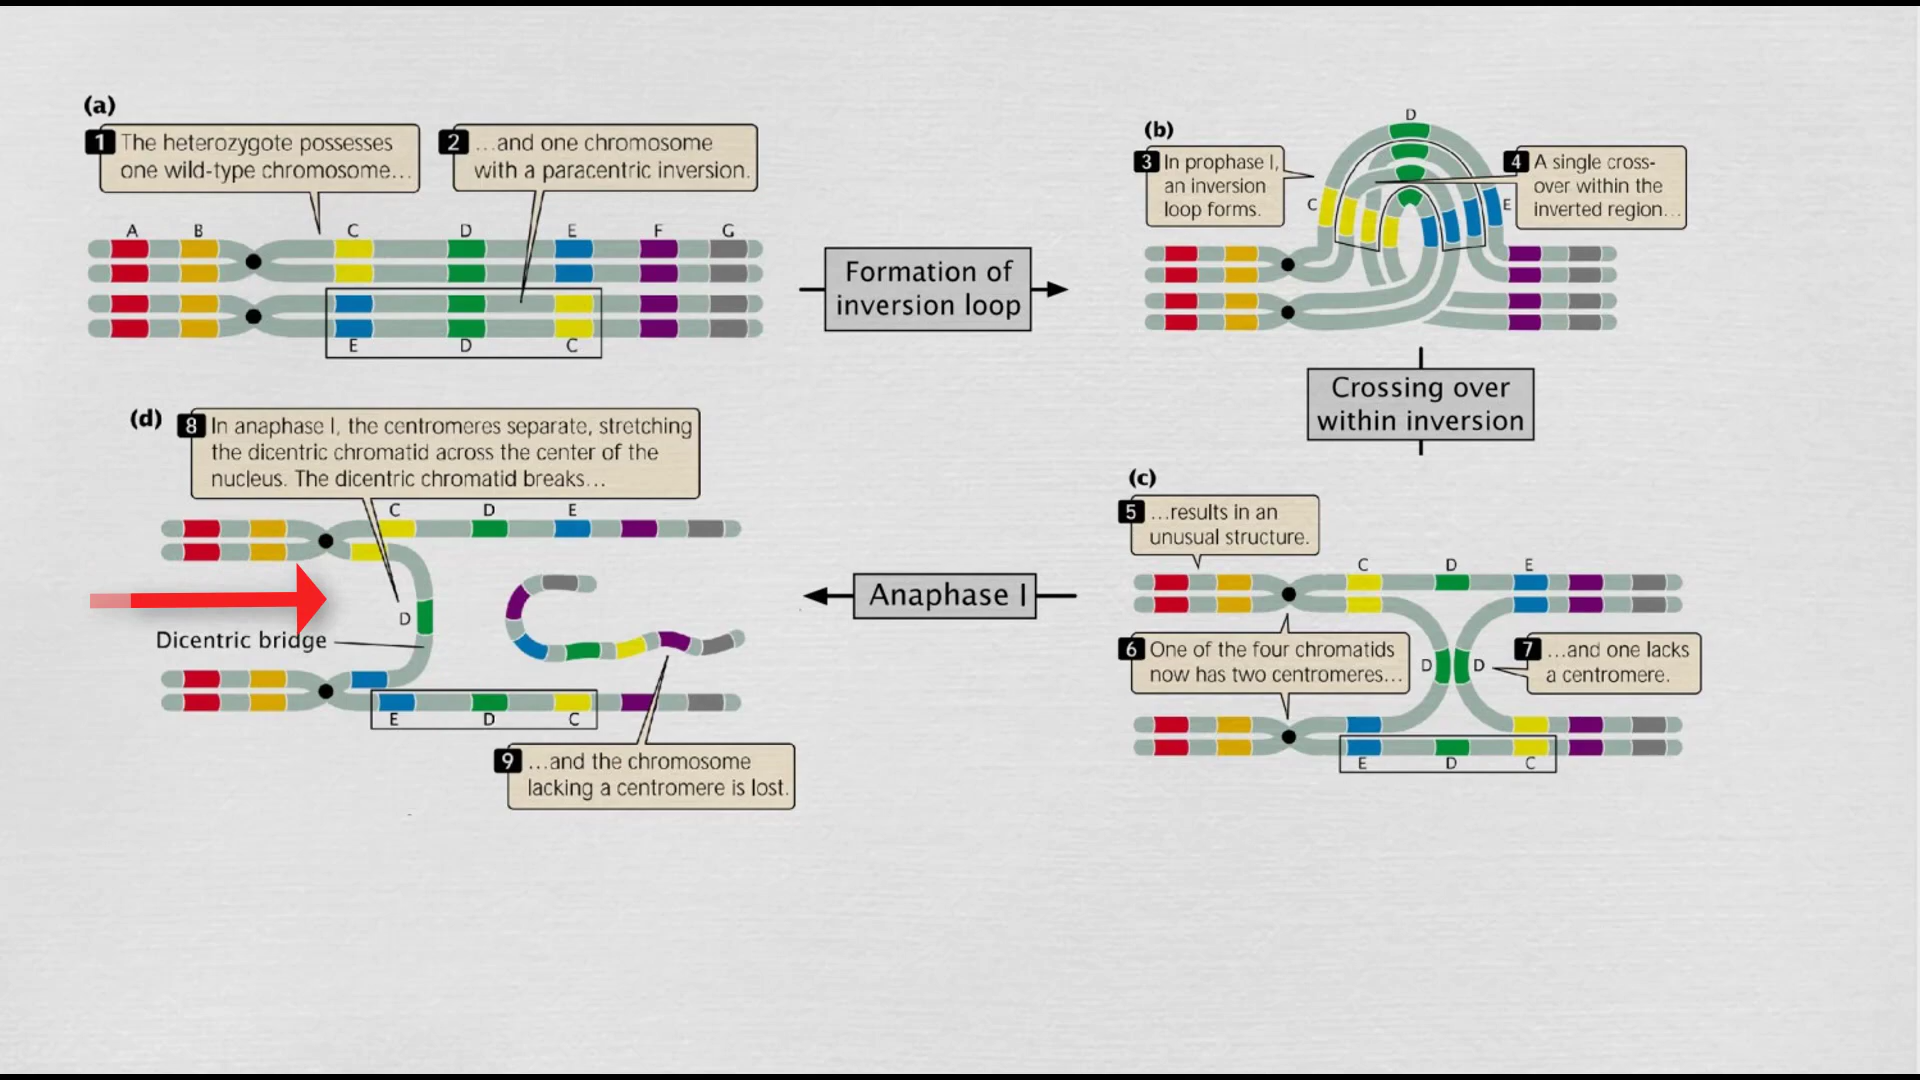 (a)
1 The heterozygote possesses
one wild-type chromosome...
2 ...and one chromosome
with a paracentric inversion.
A B C D E F G
E D C
Formation of
inversion loop
(b)
3 In prophase I,
an inversion
loop forms.
D
C E
4 A single cross-
over within the
inverted region...
Crossing over
within inversion
(c)
5 ...results in an
unusual structure.
C D E
6 One of the four chromatids
now has two centromeres...
D D
7 ...and one lacks
a centromere.
E D C
Anaphase I
(d)
8 In anaphase I, the centromeres separate, stretching
the dicentric chromatid across the center of the
nucleus. The dicentric chromatid breaks...
C D E
D
Dicentric bridge
E D C
9 ...and the chromosome
lacking a centromere is lost.